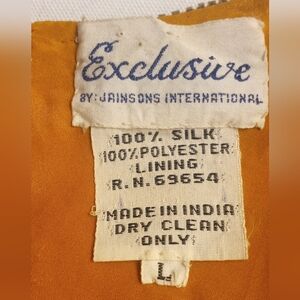 Exclusive
BY: JAINSONS INTERNATIONAL
100% SILK
100% POLYESTER
LINING
R.N. 69654
MADE IN INDIA
DRY CLEAN
ONLY
L